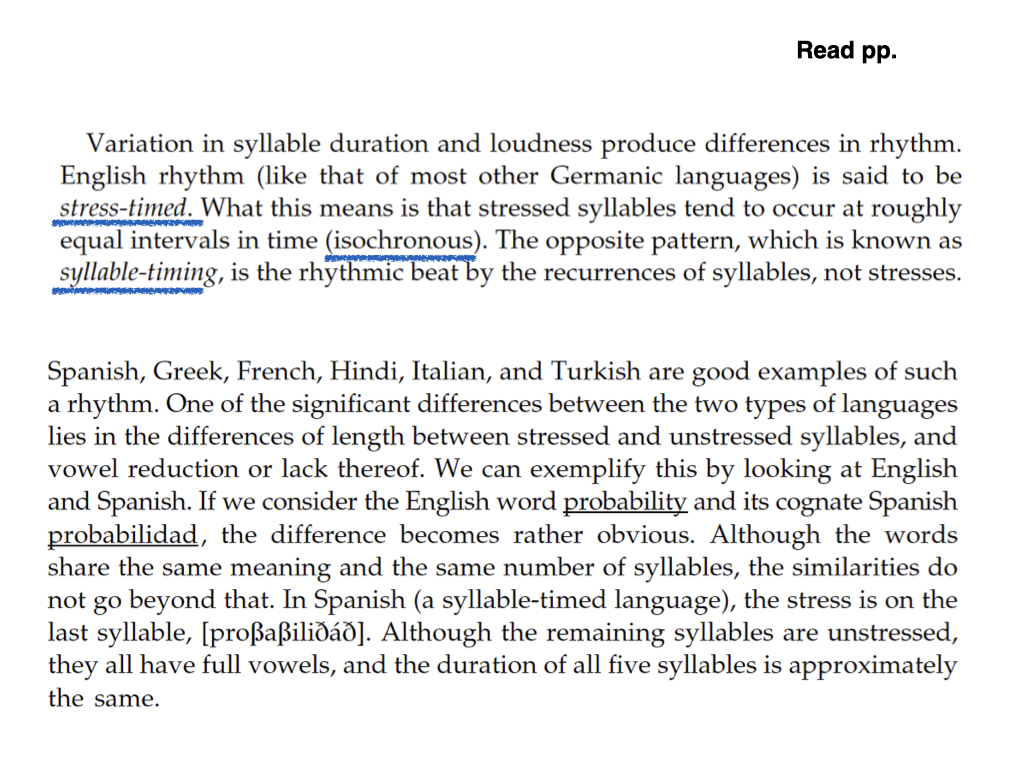 Read pp.
Variation in syllable duration and loudness produce differences in rhythm.
English rhythm (like that of most other Germanic languages) is said to be
stress-timed. What this means is that stressed syllables tend to occur at roughly
equal intervals in time (isochronous). The opposite pattern, which is known as
syllable-timing, is the rhythmic beat by the recurrences of syllables, not stresses.
Spanish, Greek, French, Hindi, Italian, and Turkish are good examples of such
a rhythm. One of the significant differences between the two types of languages
lies in the differences of length between stressed and unstressed syllables, and
vowel reduction or lack thereof. We can exemplify this by looking at English
and Spanish. If we consider the English word probability and its cognate Spanish
probabilidad, the difference becomes rather obvious. Although the words
share the same meaning and the same number of syllables, the similarities do
not go beyond that. In Spanish (a syllable-timed language), the stress is on the
last syllable, [proβaβiliðáð]. Although the remaining syllables are unstressed,
they all have full vowels, and the duration of all five syllables is approximately
the same.